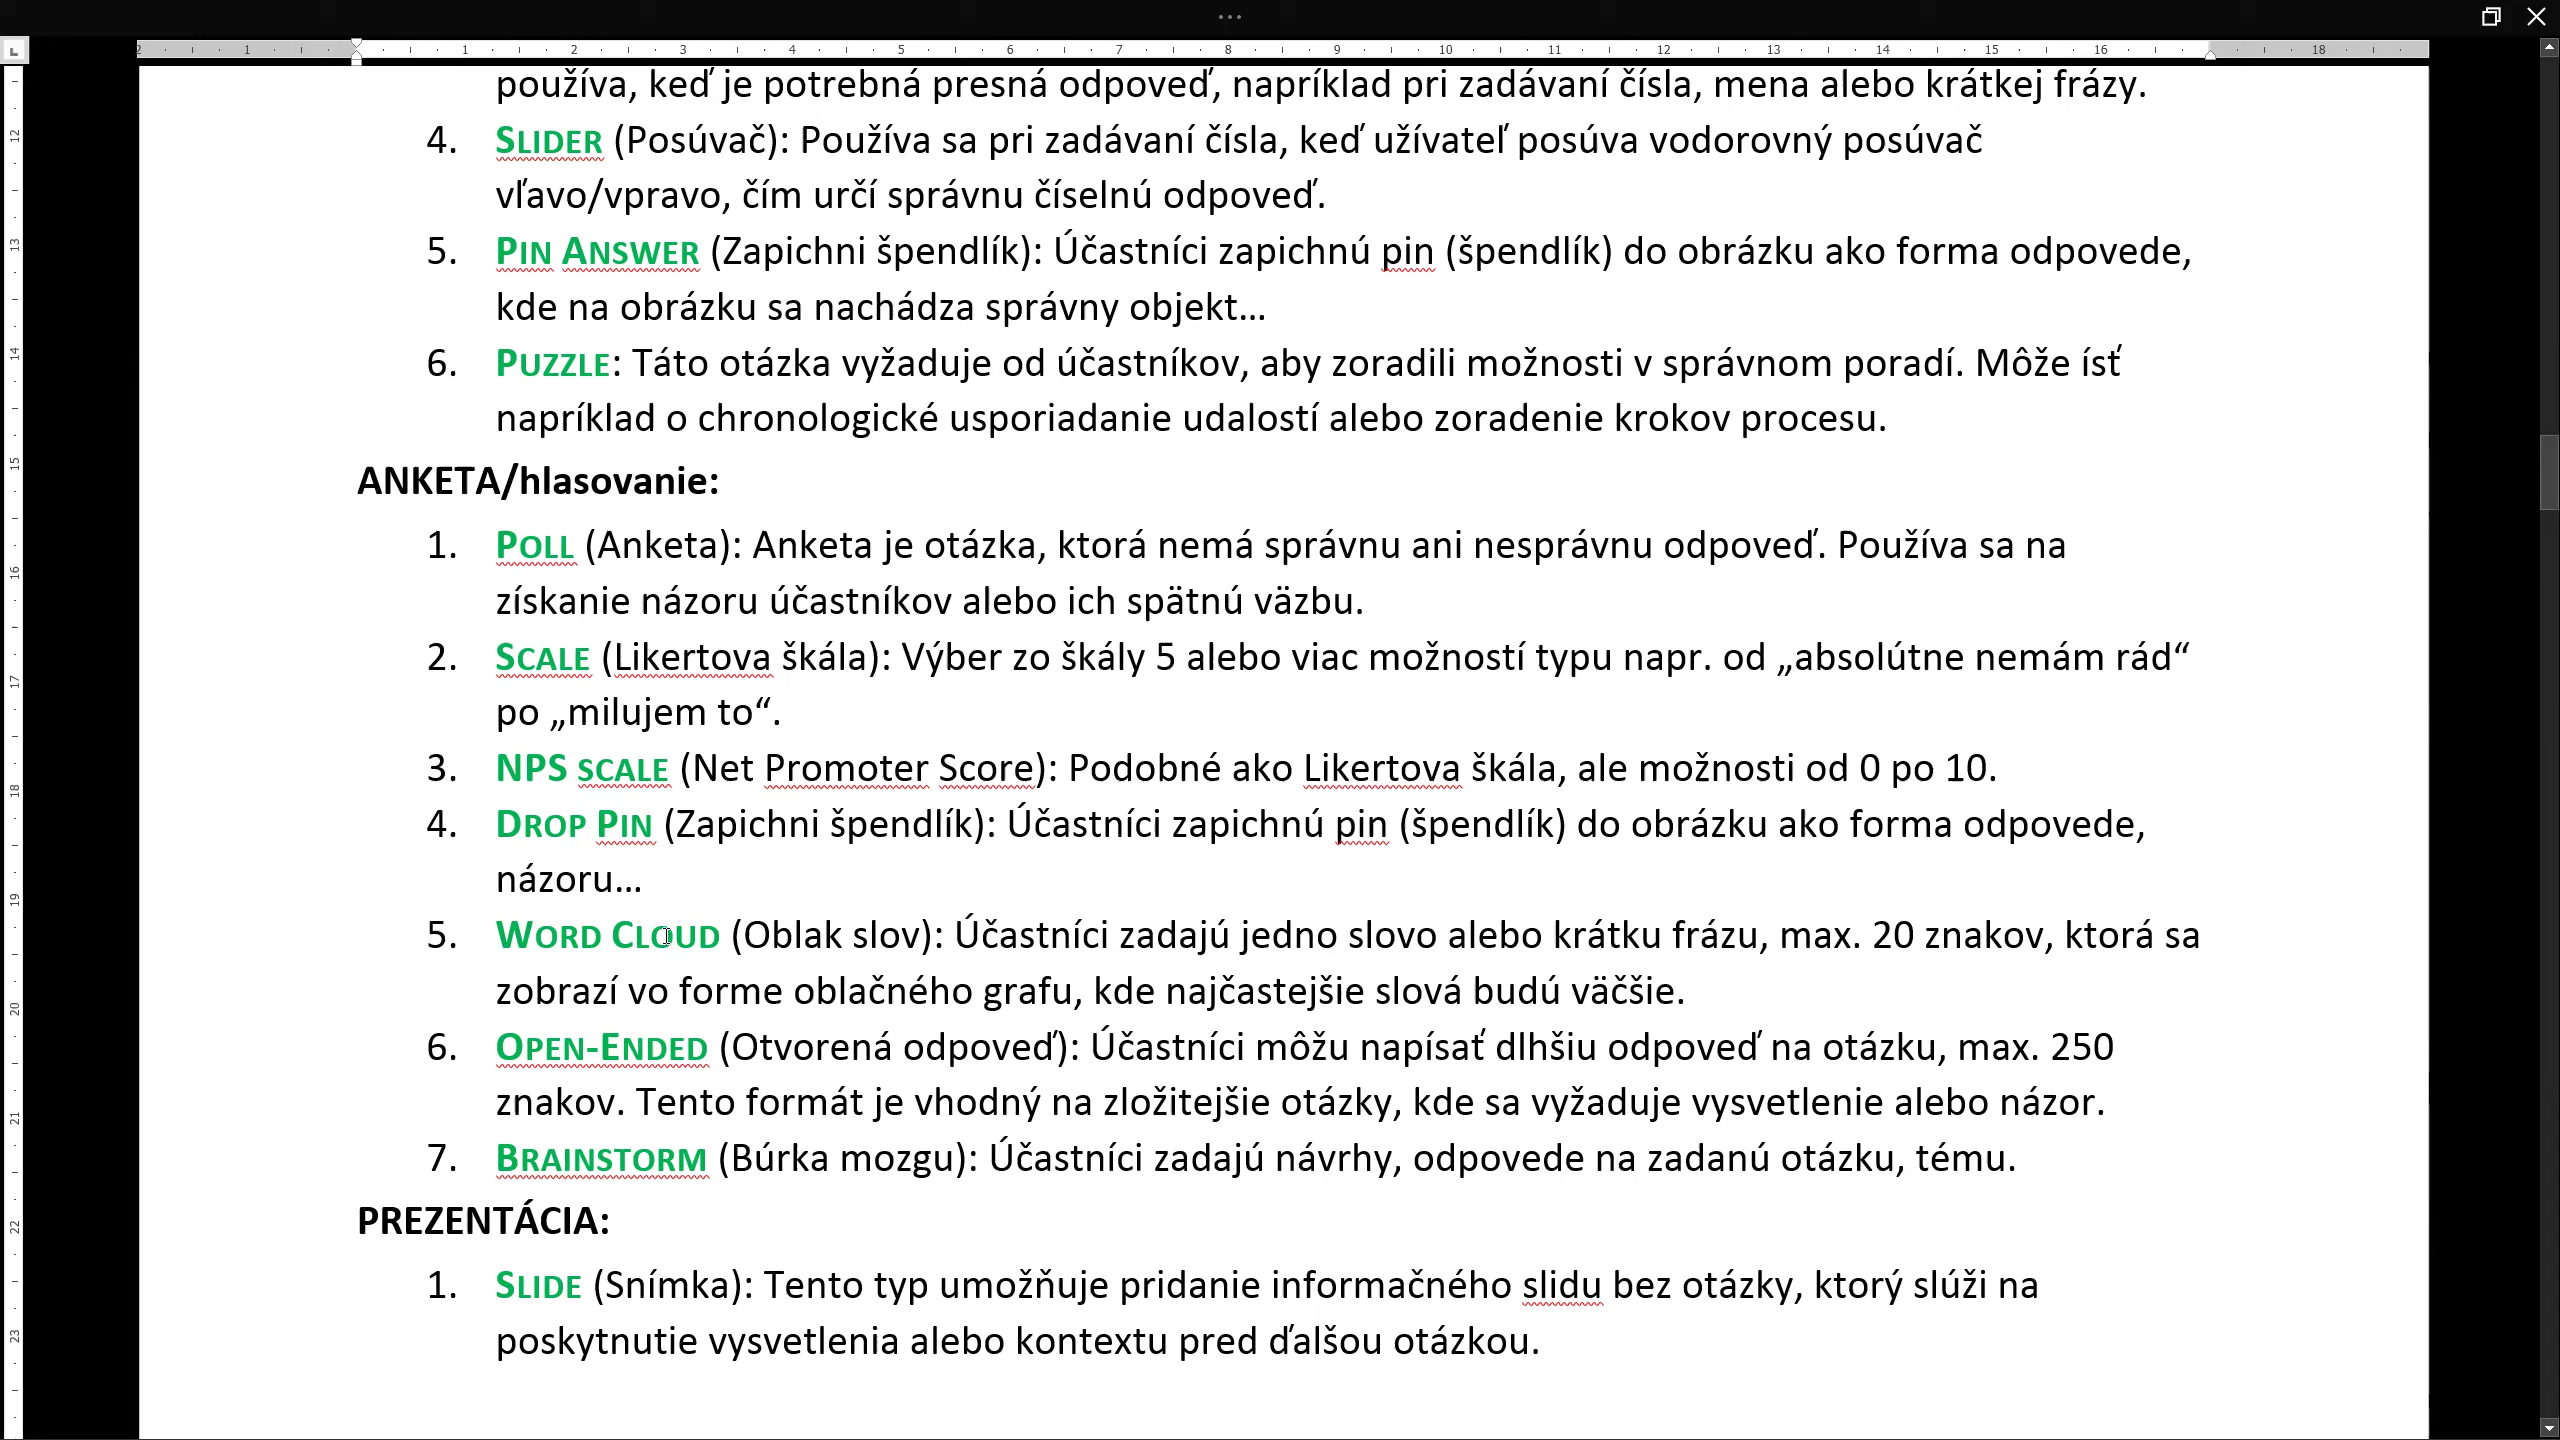 používa, keď je potrebná presná odpoveď, napríklad pri zadávaní čísla, mena alebo krátkej frázy.
4. SLIDER (Posúvač): Používa sa pri zadávaní čísla, keď užívateľ posúva vodorovný posúvač
vľavo/vpravo, čím určí správnu číselnú odpoveď.
5. PIN ANSWER (Zapichni špendlík): Účastníci zapichnú pin (špendlík) do obrázku ako forma odpovede,
kde na obrázku sa nachádza správny objekt…
6. PUZZLE: Táto otázka vyžaduje od účastníkov, aby zoradili možnosti v správnom poradí. Môže ísť
napríklad o chronologické usporiadanie udalostí alebo zoradenie krokov procesu.
ANKETA/hlasovanie:
1. POLL (Anketa): Anketa je otázka, ktorá nemá správnu ani nesprávnu odpoveď. Používa sa na
získanie názoru účastníkov alebo ich spätnú väzbu.
2. SCALE (Likertova škála): Výber zo škály 5 alebo viac možností typu napr. od „absolútne nemám rád“
po „milujem to“.
3. NPS SCALE (Net Promoter Score): Podobné ako Likertova škála, ale možnosti od 0 po 10.
4. DROP PIN (Zapichni špendlík): Účastníci zapichnú pin (špendlík) do obrázku ako forma odpovede,
názoru…
5. WORD CLOUD (Oblak slov): Účastníci zadajú jedno slovo alebo krátku frázu, max. 20 znakov, ktorá sa
zobrazí vo forme oblačného grafu, kde najčastejšie slová budú väčšie.
6. OPEN-ENDED (Otvorená odpoveď): Účastníci môžu napísať dlhšiu odpoveď na otázku, max. 250
znakov. Tento formát je vhodný na zložitejšie otázky, kde sa vyžaduje vysvetlenie alebo názor.
7. BRAINSTORM (Búrka mozgu): Účastníci zadajú návrhy, odpovede na zadanú otázku, tému.
PREZENTÁCIA:
1. SLIDE (Snímka): Tento typ umožňuje pridanie informačného slidu bez otázky, ktorý slúži na
poskytnutie vysvetlenia alebo kontextu pred ďalšou otázkou.